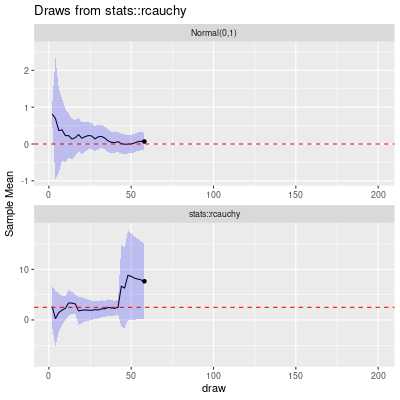 Draws from stats::rcauchy
Normal(0,1)
2
1
0
-1
0 50 100 150 200
stats::rcauchy
10
0
0 50 100 150 200
Sample Mean
draw